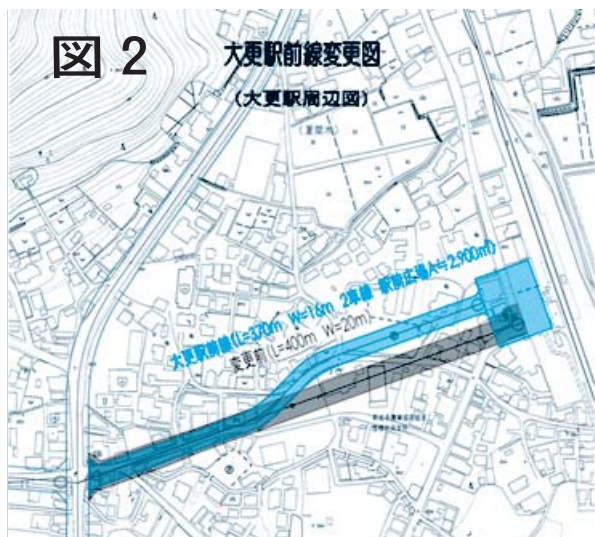 図2
大更駅前線変更図
(大更駅周辺図)
大更駅前線(L=370m W=16m 2車線 駅前広場A≒2,900㎡)
変更前(L=400m W=20m)